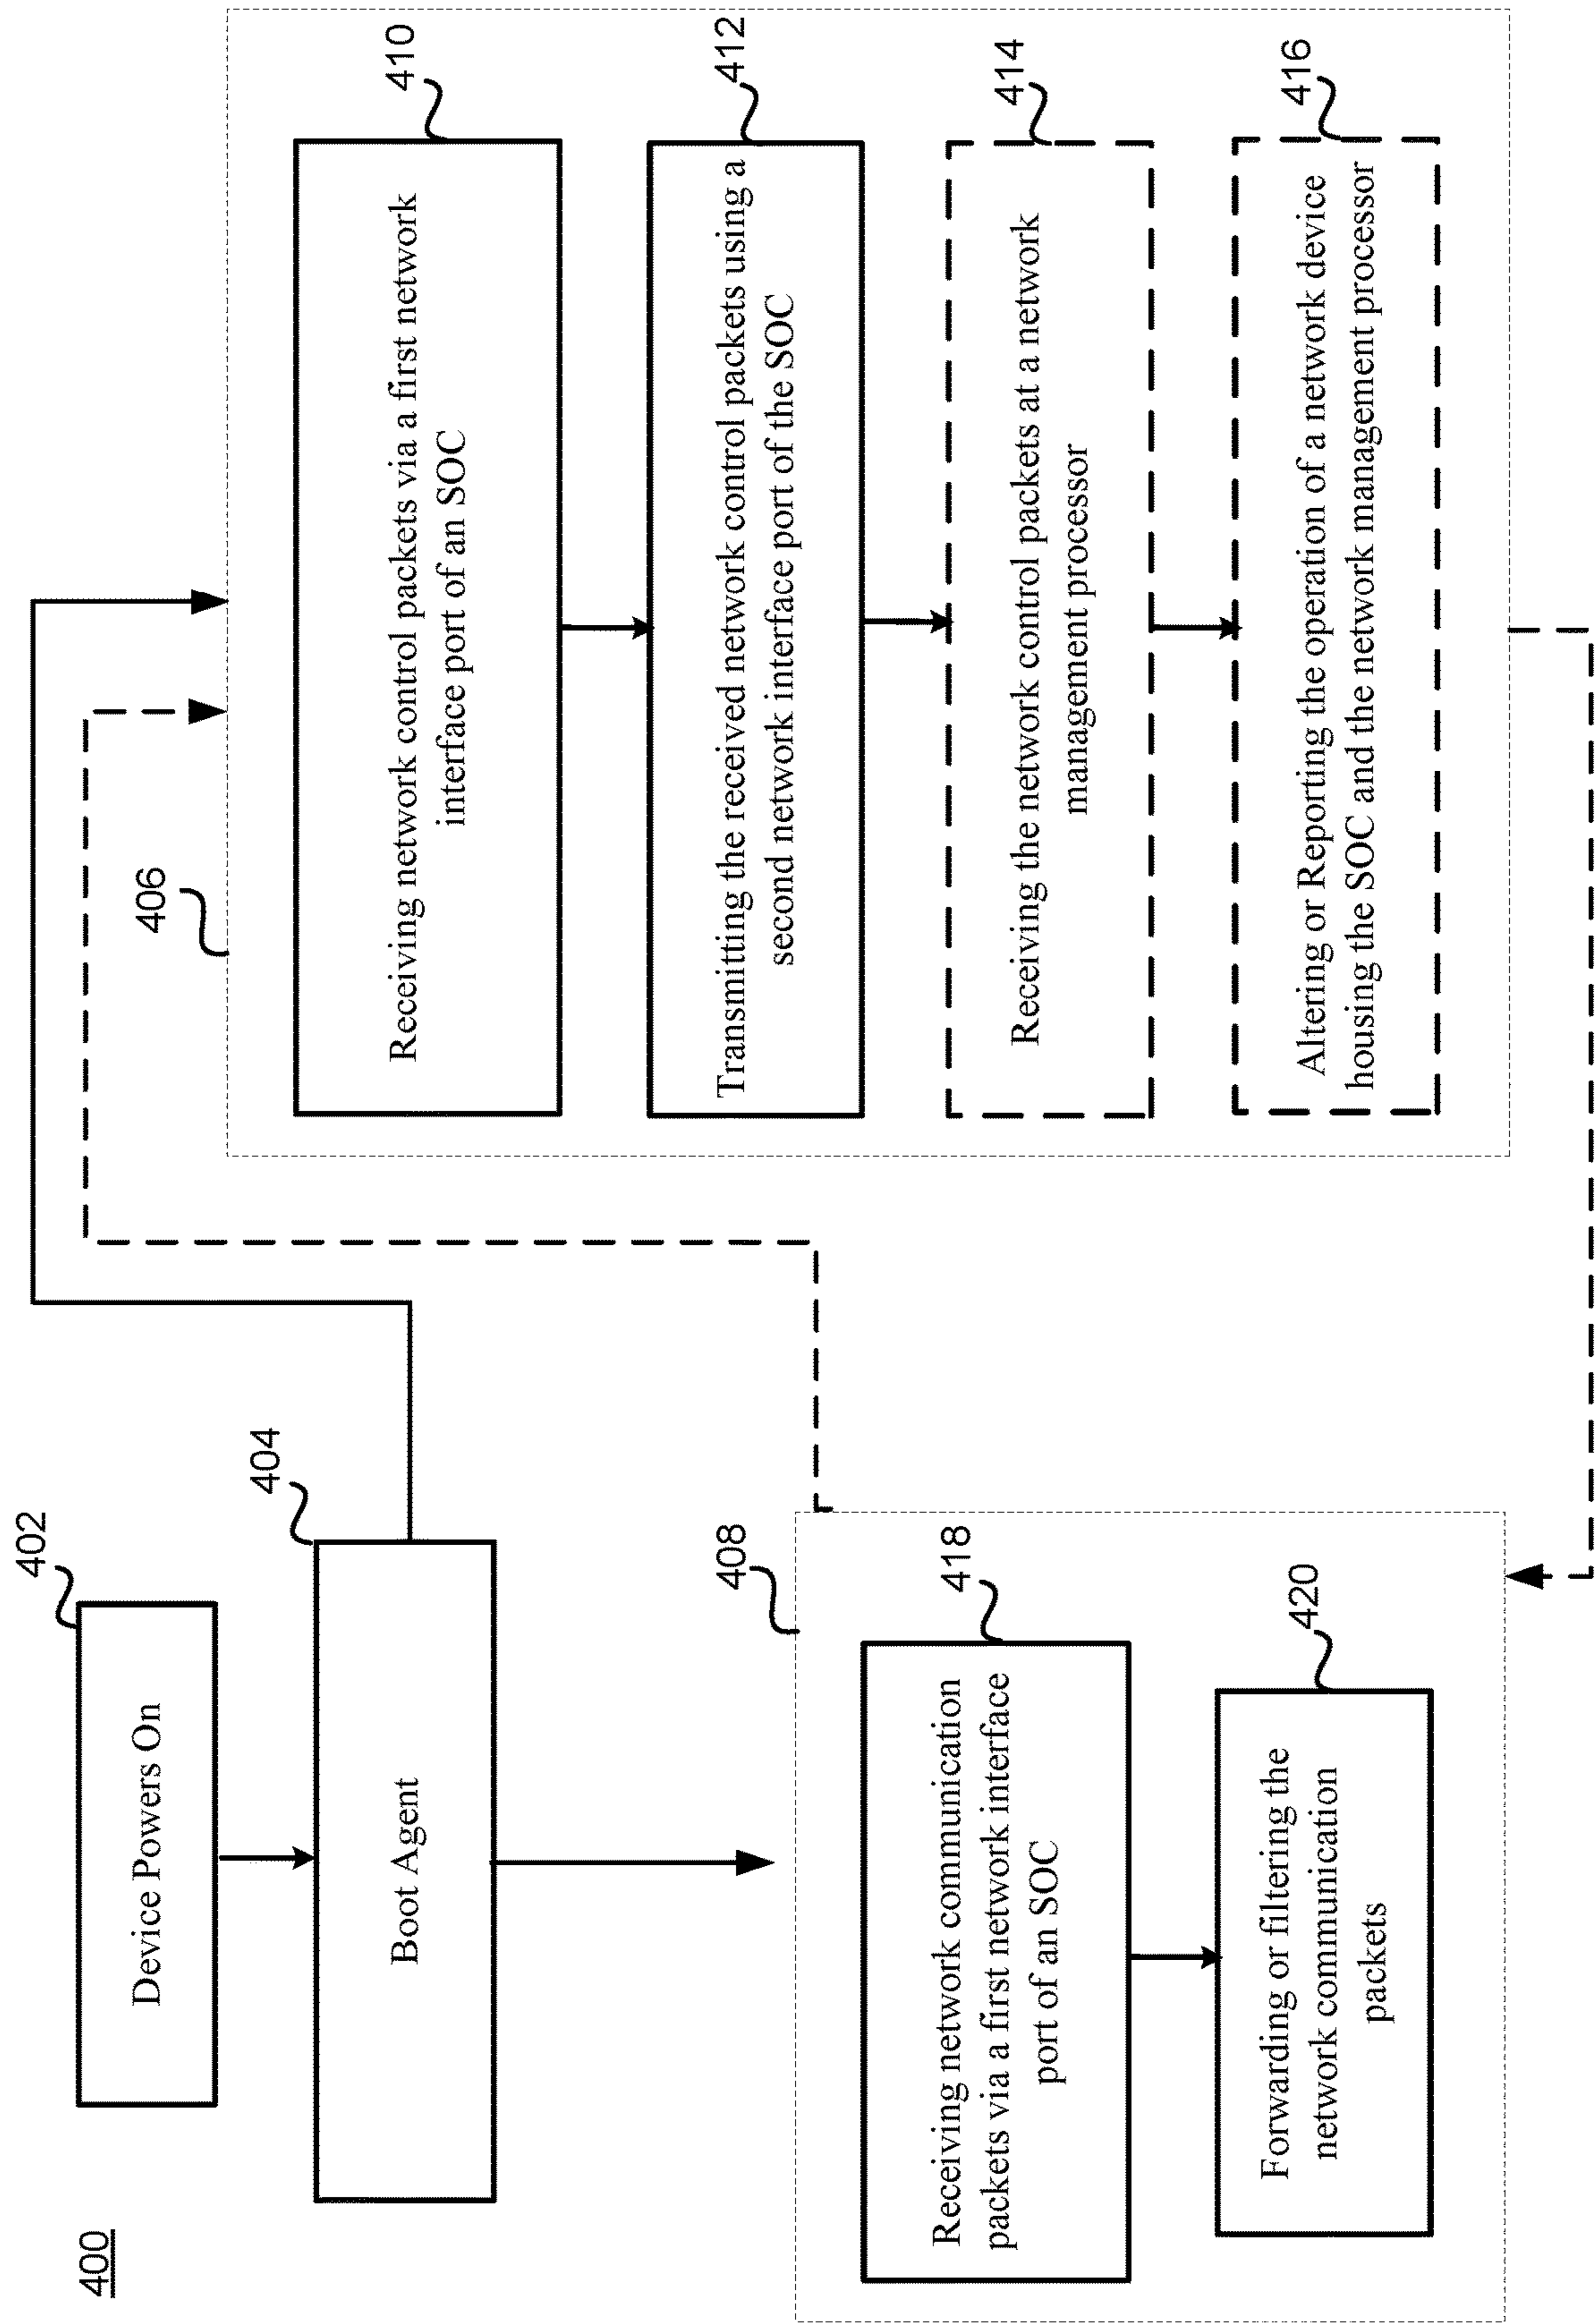 400
402
Device Powers On
404
Boot Agent
406
410
Receiving network control packets via a first network
interface port of an SOC
412
Transmitting the received network control packets using a
second network interface port of the SOC
414
Receiving the network control packets at a network
management processor
416
Altering or Reporting the operation of a network device
housing the SOC and the network management processor
408
418
Receiving network communication
packets via a first network interface
port of an SOC
420
Forwarding or filtering the
network communication
packets